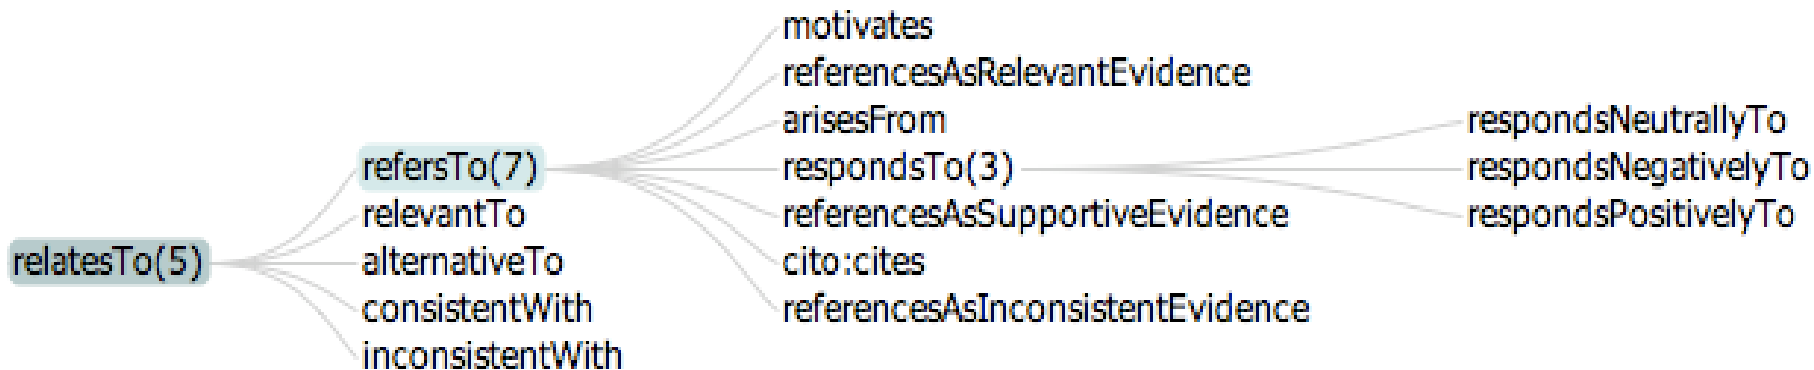 motivates
referencesAsRelevantEvidence
arisesFrom
respondsNeutrallyTo
refersTo(7)
respondsTo(3)
respondsNegativelyTo
relevantTo
referencesAsSupportiveEvidence
respondsPositivelyTo
relatesTo(5)
alternativeTo
cito:cites
consistentWith
referencesAsInconsistentEvidence
inconsistentWith